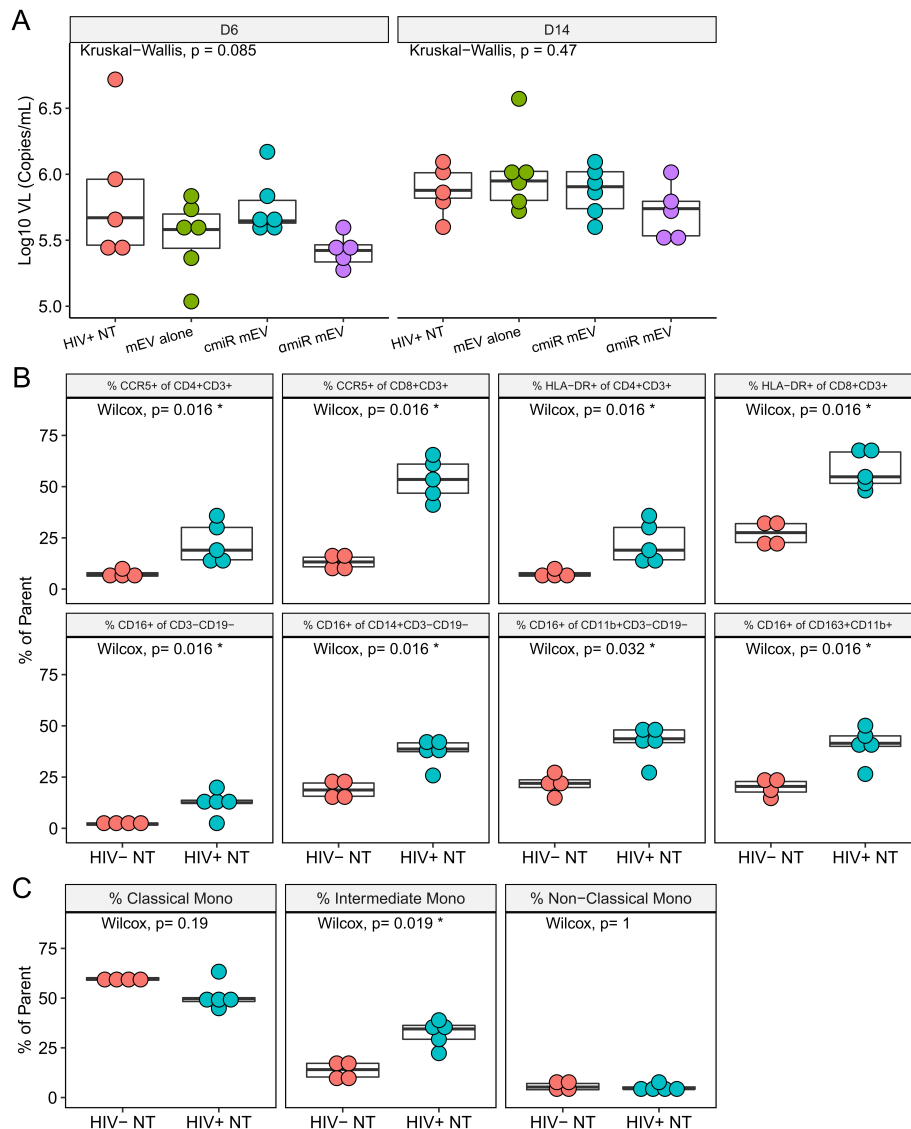 A
D6 D14
Kruskal−Wallis, p = 0.085 Kruskal−Wallis, p = 0.47
Log10 VL (Copies/mL)
6.5
6.0
5.5
5.0
HIV+ NT mEV alone cmiR mEV αmiR mEV HIV+ NT mEV alone cmiR mEV αmiR mEV
B
% CCR5+ of CD4+CD3+ % CCR5+ of CD8+CD3+ % HLA−DR+ of CD4+CD3+ % HLA−DR+ of CD8+CD3+
Wilcox, p= 0.016 * Wilcox, p= 0.016 * Wilcox, p= 0.016 * Wilcox, p= 0.016 *
75
50
25
0
% of Parent
% CD16+ of CD3−CD19− % CD16+ of CD14+CD3−CD19− % CD16+ of CD11b+CD3−CD19− % CD16+ of CD163+CD11b+
Wilcox, p= 0.016 * Wilcox, p= 0.016 * Wilcox, p= 0.032 * Wilcox, p= 0.016 *
75
50
25
0
HIV− NT HIV+ NT HIV− NT HIV+ NT HIV− NT HIV+ NT HIV− NT HIV+ NT
C
% Classical Mono % Intermediate Mono % Non−Classical Mono
Wilcox, p= 0.19 Wilcox, p= 0.019 * Wilcox, p= 1
% of Parent
75
50
25
0
HIV− NT HIV+ NT HIV− NT HIV+ NT HIV− NT HIV+ NT